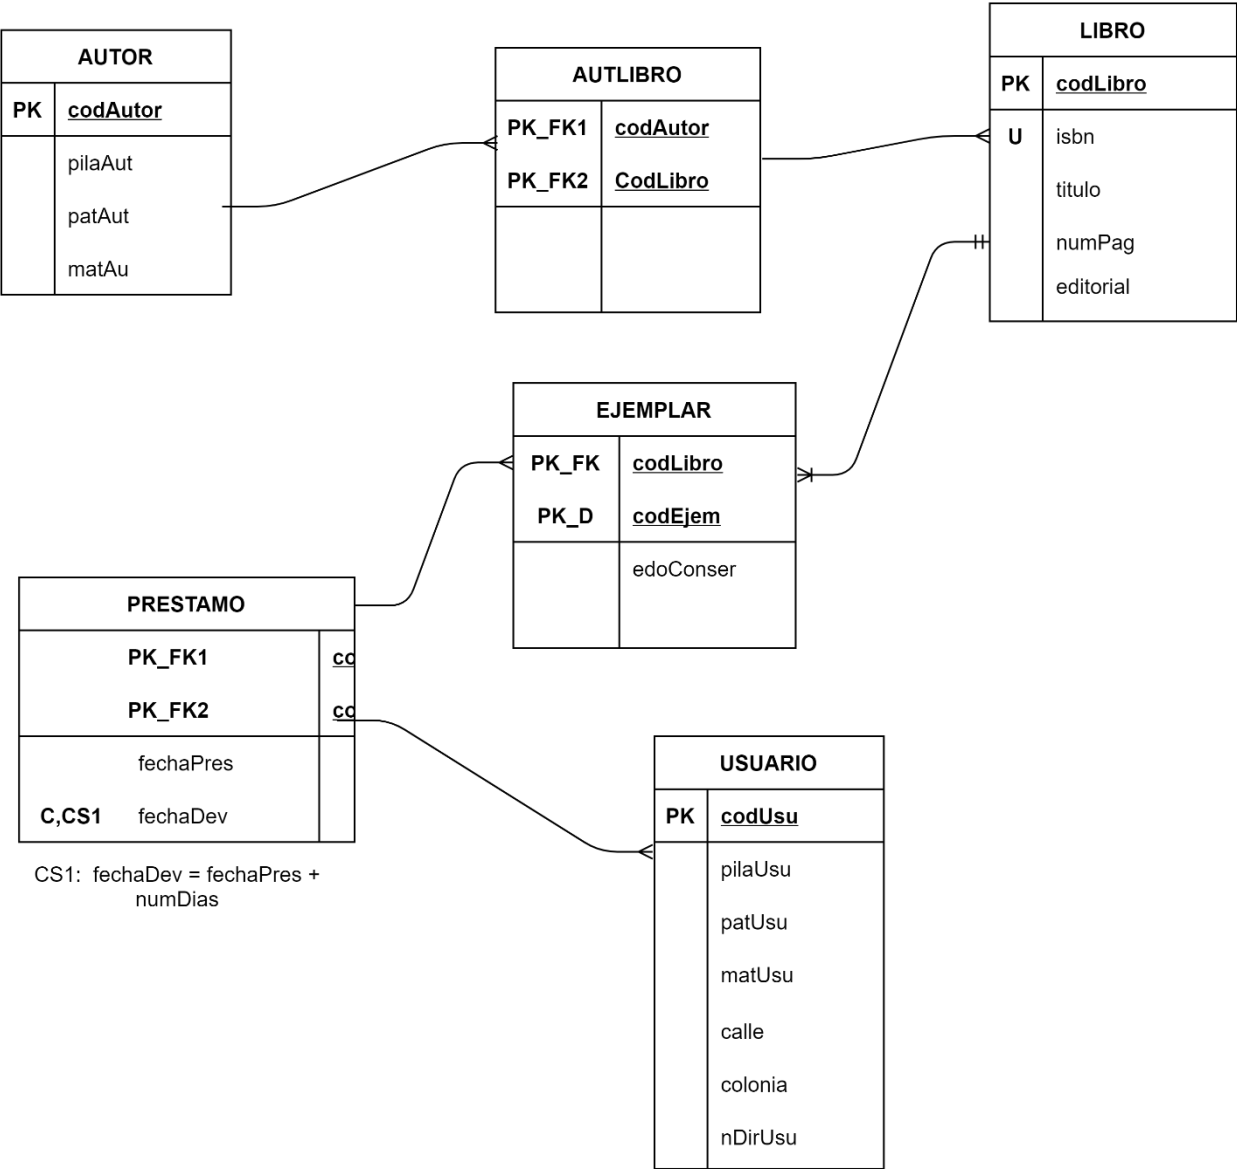 AUTOR
PK codAutor
pilaAut
patAut
matAu
AUTLIBRO
PK_FK1 codAutor
PK_FK2 CodLibro
LIBRO
PK codLibro
U isbn
titulo
numPag
editorial
EJEMPLAR
PK_FK codLibro
PK_D codEjem
edoConser
PRESTAMO
PK_FK1 co
PK_FK2 co
fechaPres
C,CS1 fechaDev
CS1: fechaDev = fechaPres +
numDias
USUARIO
PK codUsu
pilaUsu
patUsu
matUsu
calle
colonia
nDirUsu